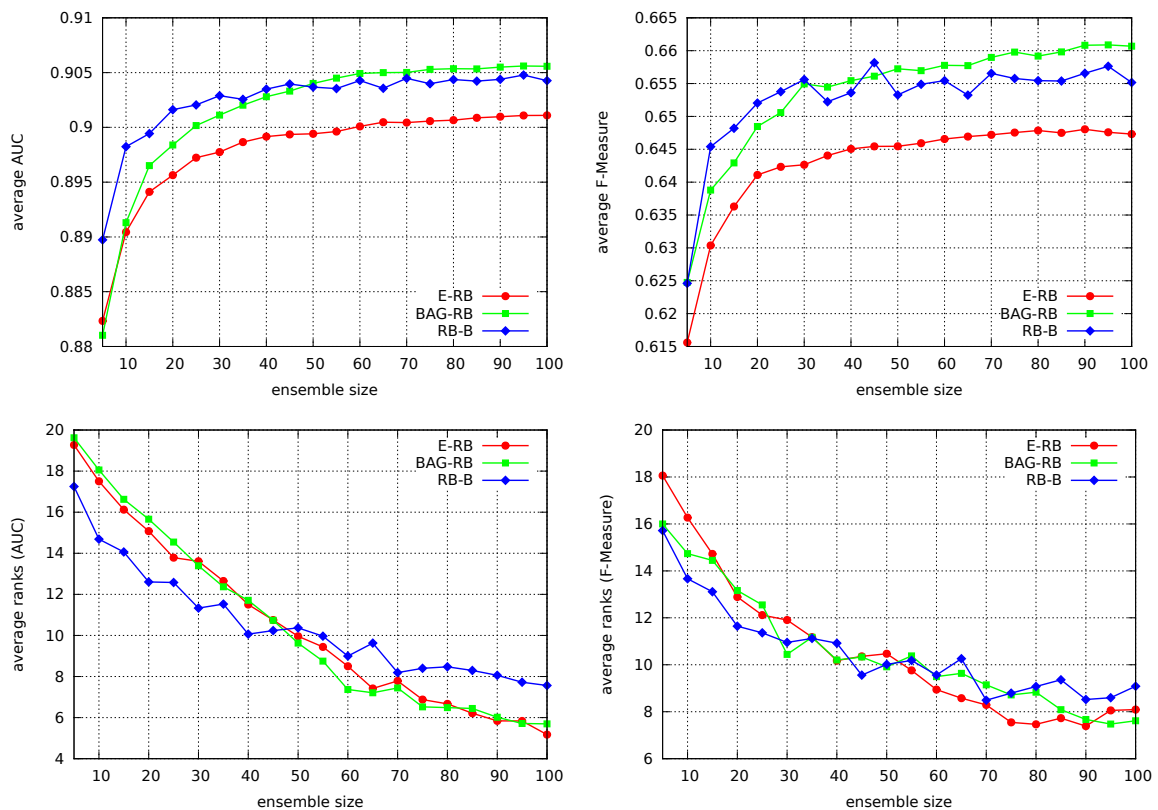 0.91
0.905
0.9
0.895
0.89
0.885
0.88
average AUC
E-RB
BAG-RB
RB-B
10 20 30 40 50 60 70 80 90 100
ensemble size
0.665
0.66
0.655
0.65
0.645
0.64
0.635
0.63
0.625
0.62
0.615
average F-Measure
E-RB
BAG-RB
RB-B
10 20 30 40 50 60 70 80 90 100
ensemble size
20
18
16
14
12
10
8
6
4
average ranks (AUC)
E-RB
BAG-RB
RB-B
10 20 30 40 50 60 70 80 90 100
ensemble size
20
18
16
14
12
10
8
6
average ranks (F-Measure)
E-RB
BAG-RB
RB-B
10 20 30 40 50 60 70 80 90 100
ensemble size